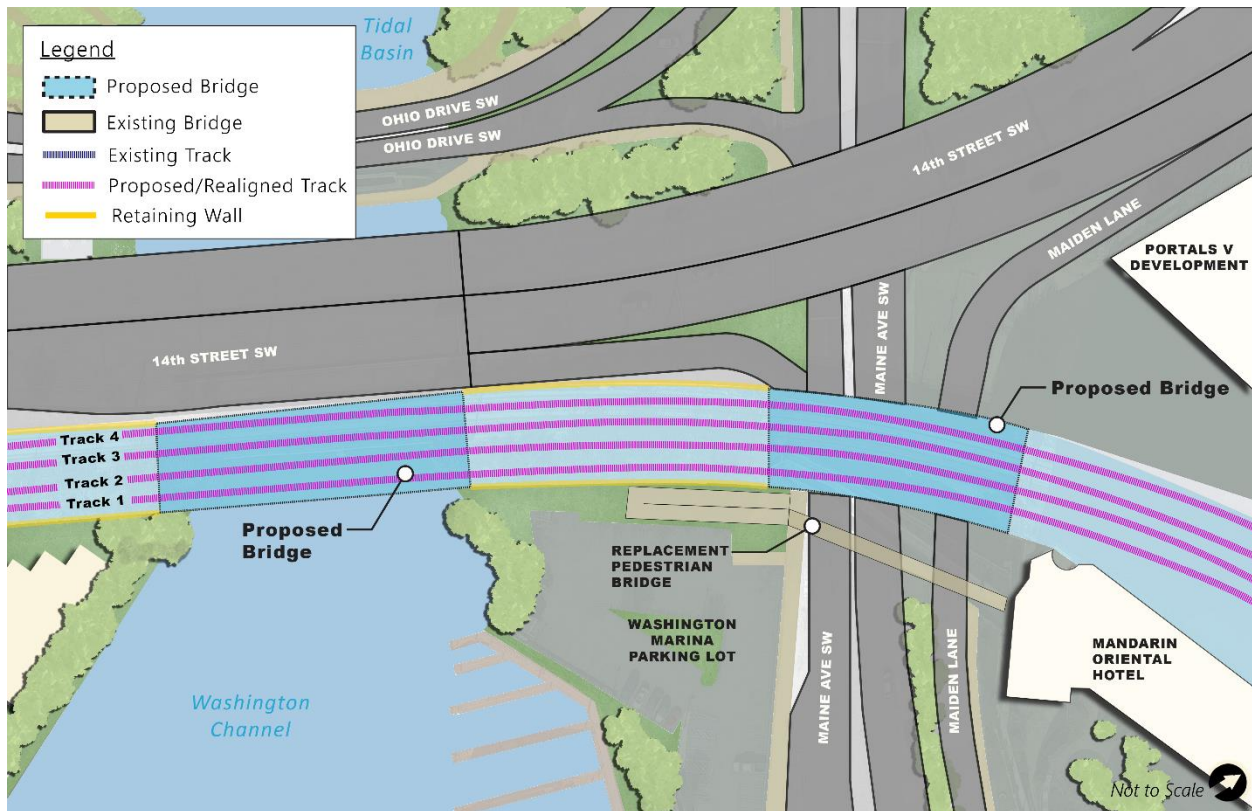 Tidal
Basin
Legend
Proposed Bridge
Existing Bridge
Existing Track
Proposed/Realigned Track
Retaining Wall
OHIO DRIVE SW
OHIO DRIVE SW
14th STREET SW
MAIDEN LANE
PORTALS V
DEVELOPMENT
14th STREET SW
MAINE AVE SW
Proposed Bridge
Track 4
Track 3
Track 2
Track 1
Proposed
Bridge
REPLACEMENT
PEDESTRIAN
BRIDGE
WASHINGTON
MARINA
PARKING LOT
MANDARIN
ORIENTAL
HOTEL
Washington
Channel
MAINE AVE SW
MAIDEN LANE
Not to Scale